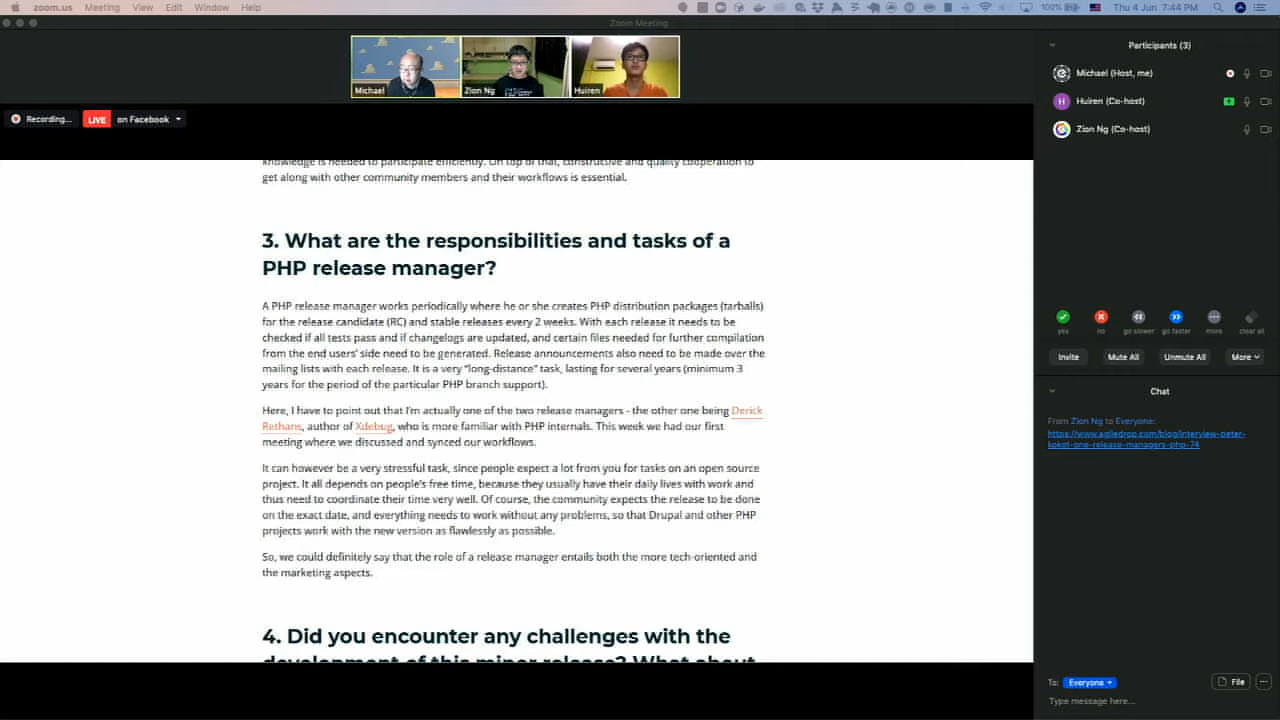 zoom.us Meeting View Edit Window Help
100% Thu 4 Jun 7:44 PM
Zoom Meeting
Michael
Zion Ng
Huiren
Recording...
LIVE on Facebook
knowledge is needed to participate efficiently. On top of that, constructive and quality cooperation to
get along with other community members and their workflows is essential.
3. What are the responsibilities and tasks of a
PHP release manager?
A PHP release manager works periodically where he or she creates PHP distribution packages (tarballs)
for the release candidate (RC) and stable releases every 2 weeks. With each release it needs to be
checked if all tests pass and if changelogs are updated, and certain files needed for further compilation
from the end users' side need to be generated. Release announcements also need to be made over the
mailing lists with each release. It is a very "long-distance" task, lasting for several years (minimum 3
years for the period of the particular PHP branch support).
Here, I have to point out that I'm actually one of the two release managers - the other one being Derick
Rethans, author of Xdebug, who is more familiar with PHP internals. This week we had our first
meeting where we discussed and synced our workflows.
It can however be a very stressful task, since people expect a lot from you for tasks on an open source
project. It all depends on people's free time, because they usually have their daily lives with work and
thus need to coordinate their time very well. Of course, the community expects the release to be done
on the exact date, and everything needs to work without any problems, so that Drupal and other PHP
projects work with the new version as flawlessly as possible.
So, we could definitely say that the role of a release manager entails both the more tech-oriented and
the marketing aspects.
4. Did you encounter any challenges with the
development of this minor release? What about
Participants (3)
Michael (Host, me)
H Huiren (Co-host)
Zion Ng (Co-host)
yes no go slower go faster more clear all
Invite Mute All Unmute All More
Chat
From Zion Ng to Everyone:
https://www.agiledrop.com/blog/interview-peter-
kokot-one-release-managers-php-74
To: Everyone File
Type message here...